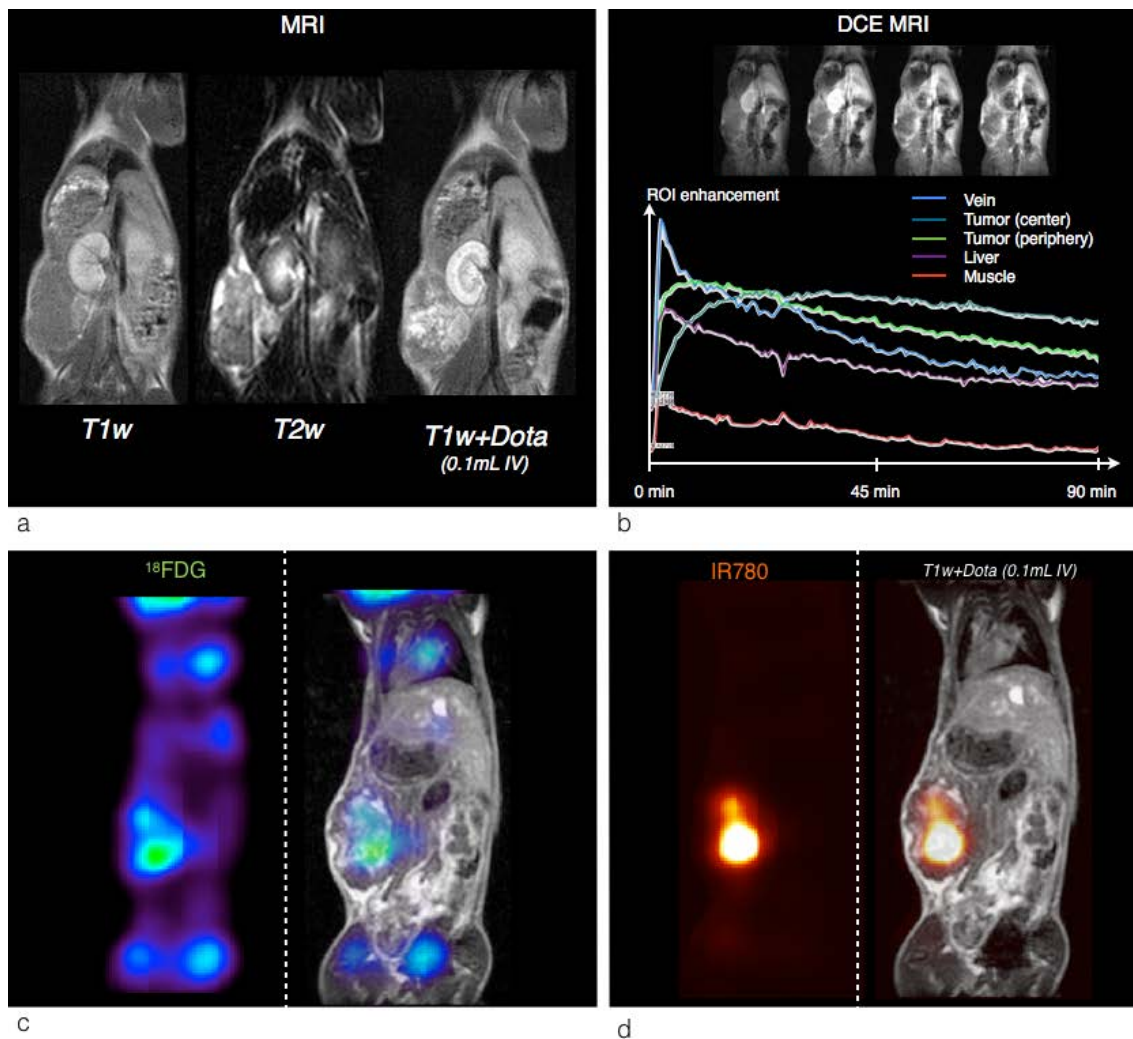 MRI
T1w
T2w
T1w+Dota
(0.1mL IV)
a
DCE MRI
ROI enhancement
Vein
Tumor (center)
Tumor (periphery)
Liver
Muscle
0 min
45 min
90 min
b
¹⁸FDG
c
IR780
T1w+Dota (0.1mL IV)
d